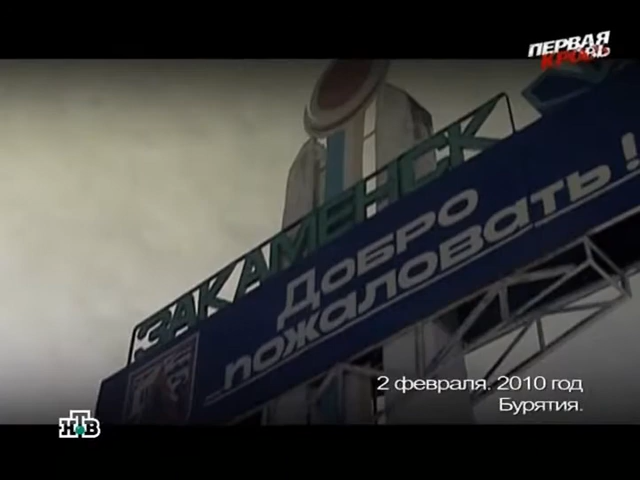 ПЕРВАЯ
КРОВЬ
ЗАКАМЕНСК
Добро
пожаловать!
2 февраля. 2010 год
Бурятия.
НТВ